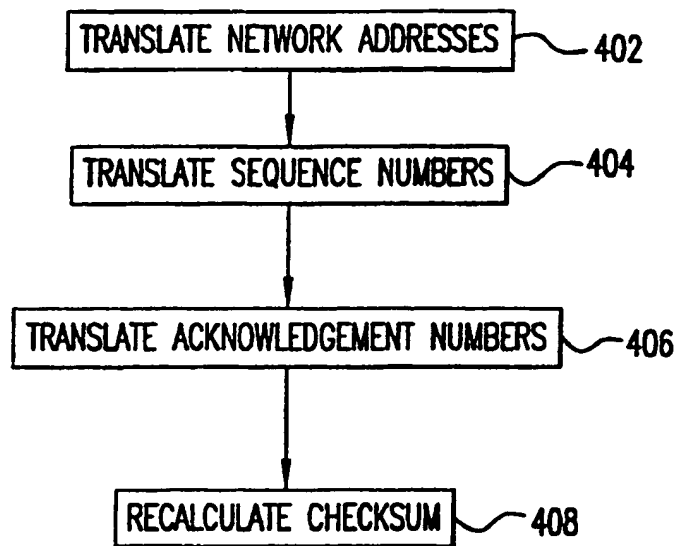 TRANSLATE NETWORK ADDRESSES
402
TRANSLATE SEQUENCE NUMBERS
404
TRANSLATE ACKNOWLEDGEMENT NUMBERS
406
RECALCULATE CHECKSUM
408